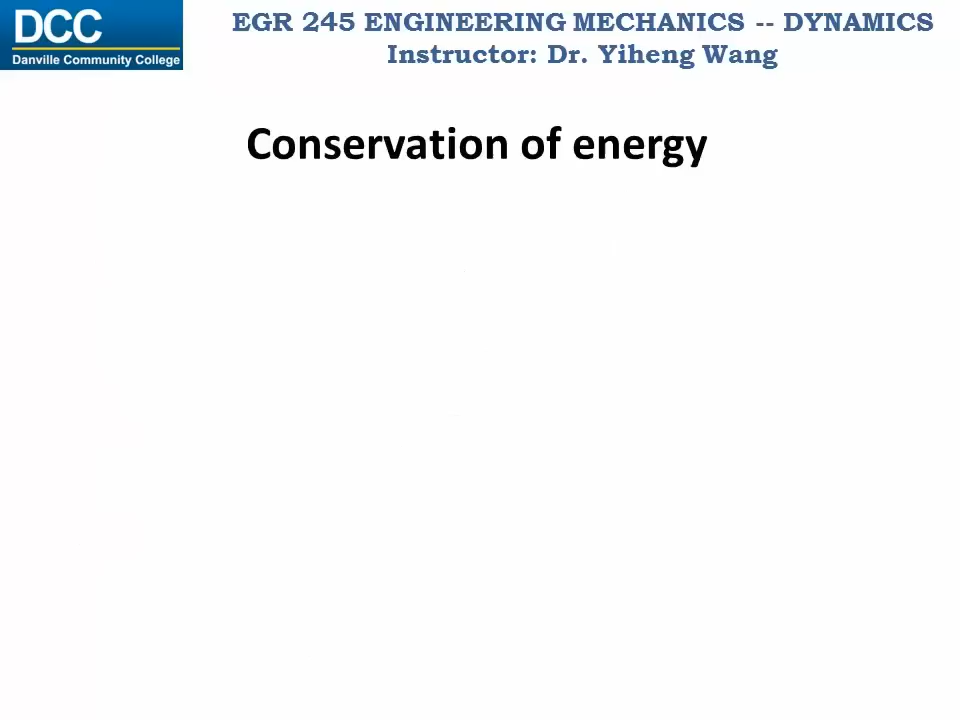 DCC
Danville Community College
EGR 245 ENGINEERING MECHANICS -- DYNAMICS
Instructor: Dr. Yiheng Wang
Conservation of energy